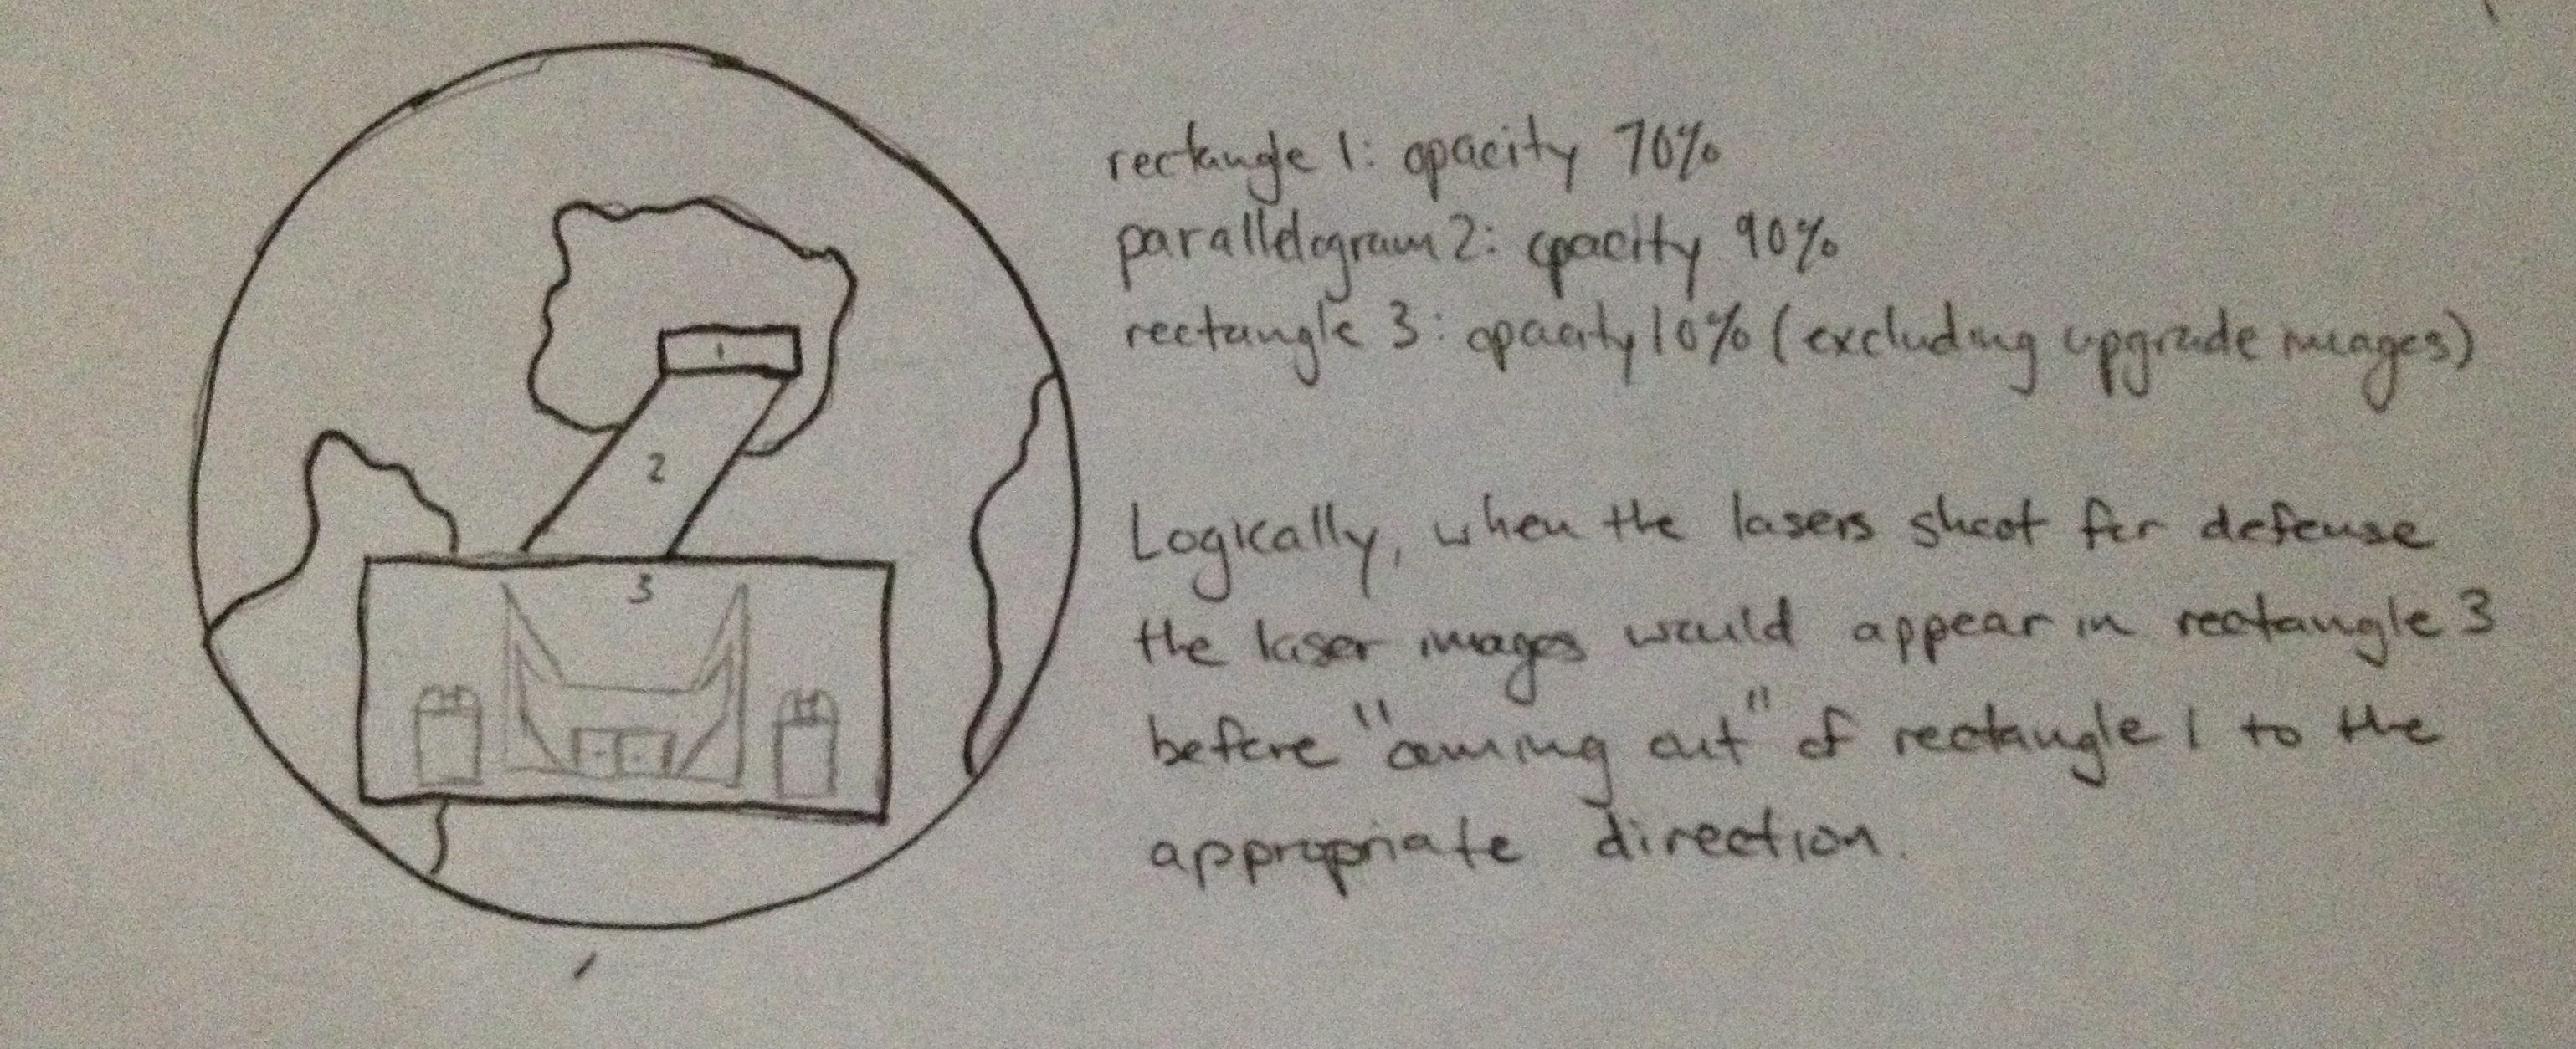 rectangle 1: opacity 70%
parallelogram 2: opacity 90%
rectangle 3: opacity 10% (excluding upgrade images)
Logically, when the lasers shoot for defense
the laser images would appear in rectangle 3
before "coming out" of rectangle 1 to the
appropriate direction.
1
2
3